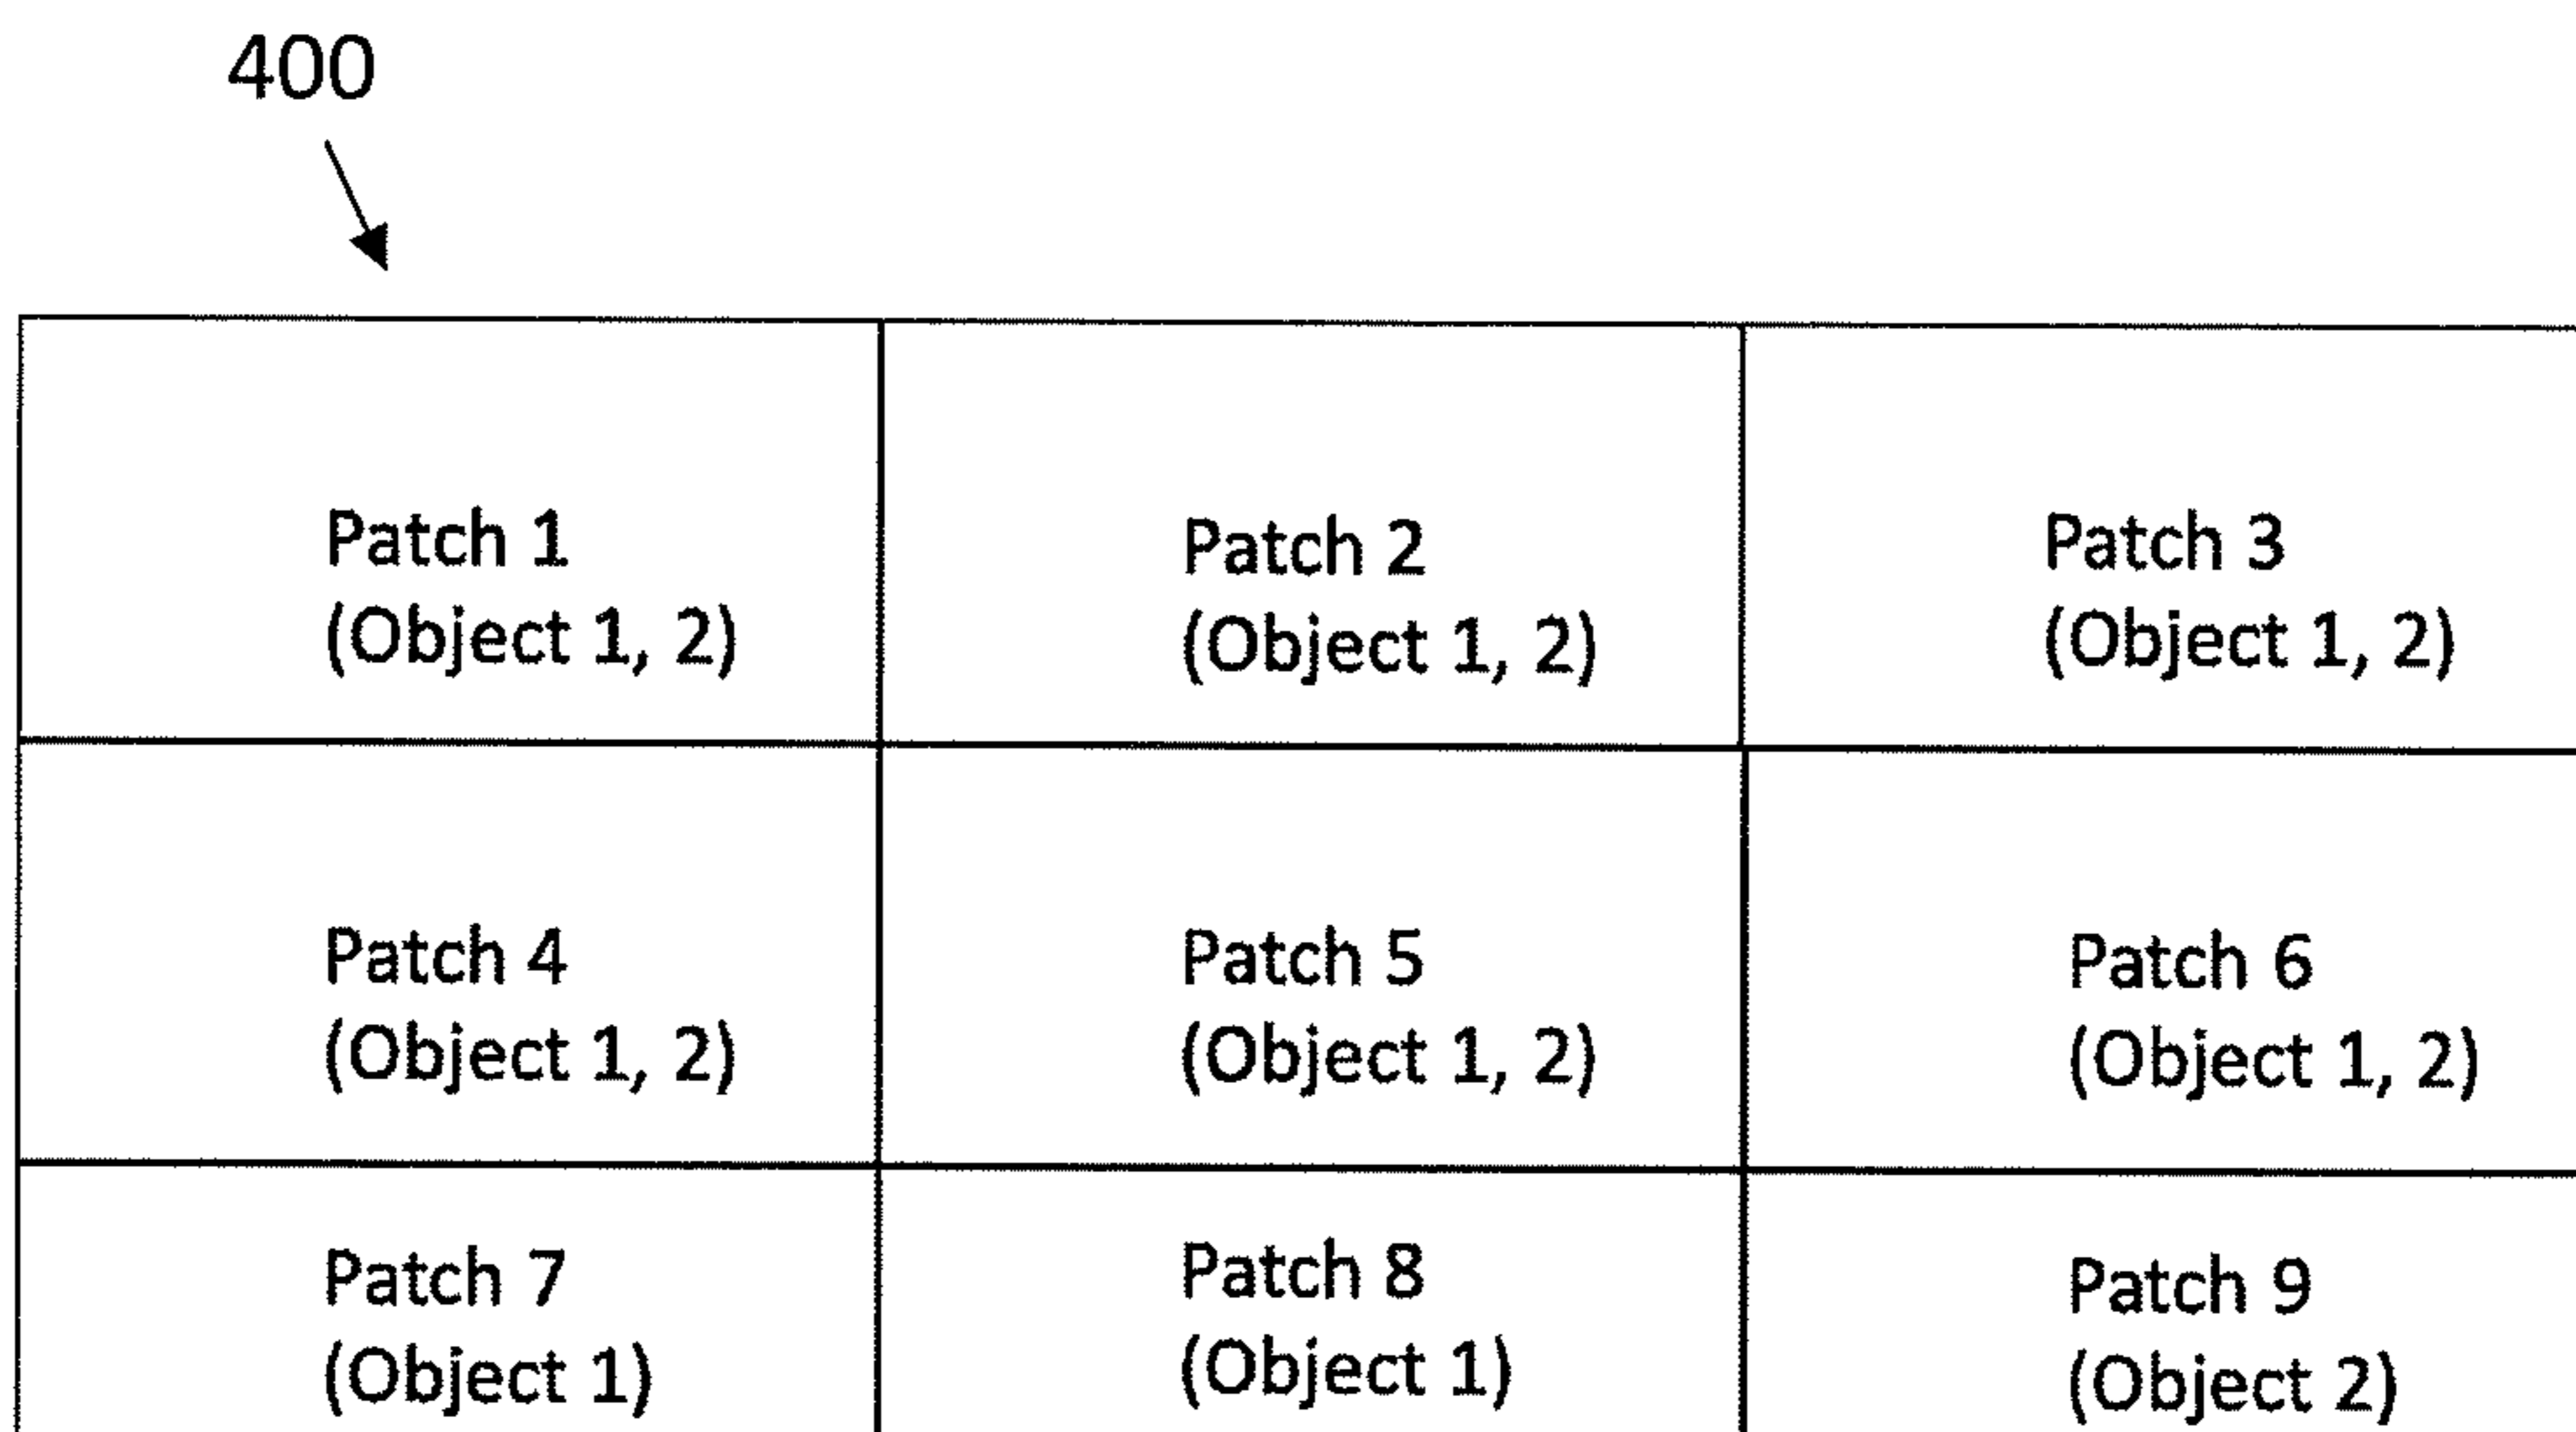 400
Patch 1
(Object 1, 2)
Patch 2
(Object 1, 2)
Patch 3
(Object 1, 2)
Patch 4
(Object 1, 2)
Patch 5
(Object 1, 2)
Patch 6
(Object 1, 2)
Patch 7
(Object 1)
Patch 8
(Object 1)
Patch 9
(Object 2)